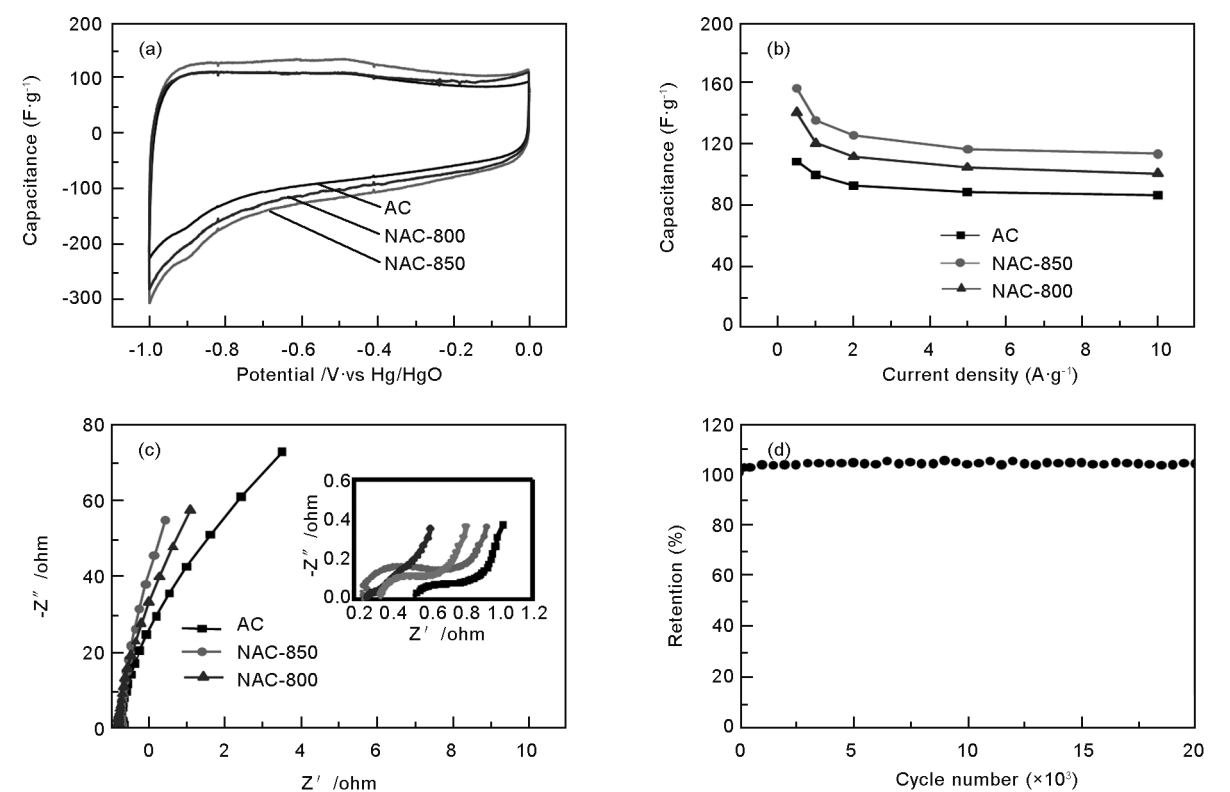 (a)
Capacitance (F·g⁻¹)
200
100
0
-100
-200
-300
AC
NAC-800
NAC-850
-1.0 -0.8 -0.6 -0.4 -0.2 0.0
Potential /V·vs Hg/HgO
(b)
Capacitance (F·g⁻¹)
200
160
120
80
40
0
AC
NAC-850
NAC-800
0 2 4 6 8 10
Current density (A·g⁻¹)
(c)
-Z″ /ohm
80
60
40
20
0
AC
NAC-850
NAC-800
-Z″ /ohm
0.6
0.4
0.2
0.0
0.2 0.4 0.6 0.8 1.0 1.2
Z′ /ohm
0 2 4 6 8 10
Z′ /ohm
(d)
Retention (%)
120
100
80
60
40
20
0
0 5 10 15 20
Cycle number (×10³)